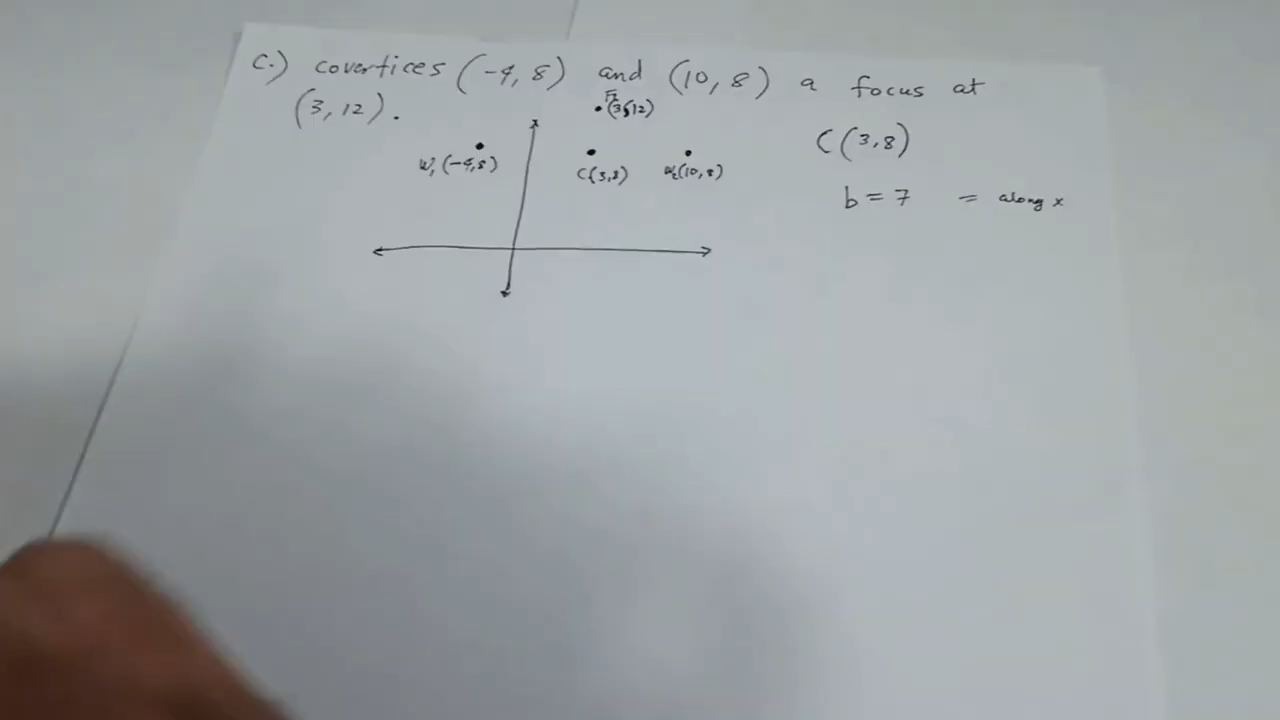 c.) covertices (-4, 8) and (10, 8) a focus at
(3, 12).
F₂(3,12)
C(3,8)
W₁(-4,8)
C(3,8)
W₂(10,8)
b = 7 = along x